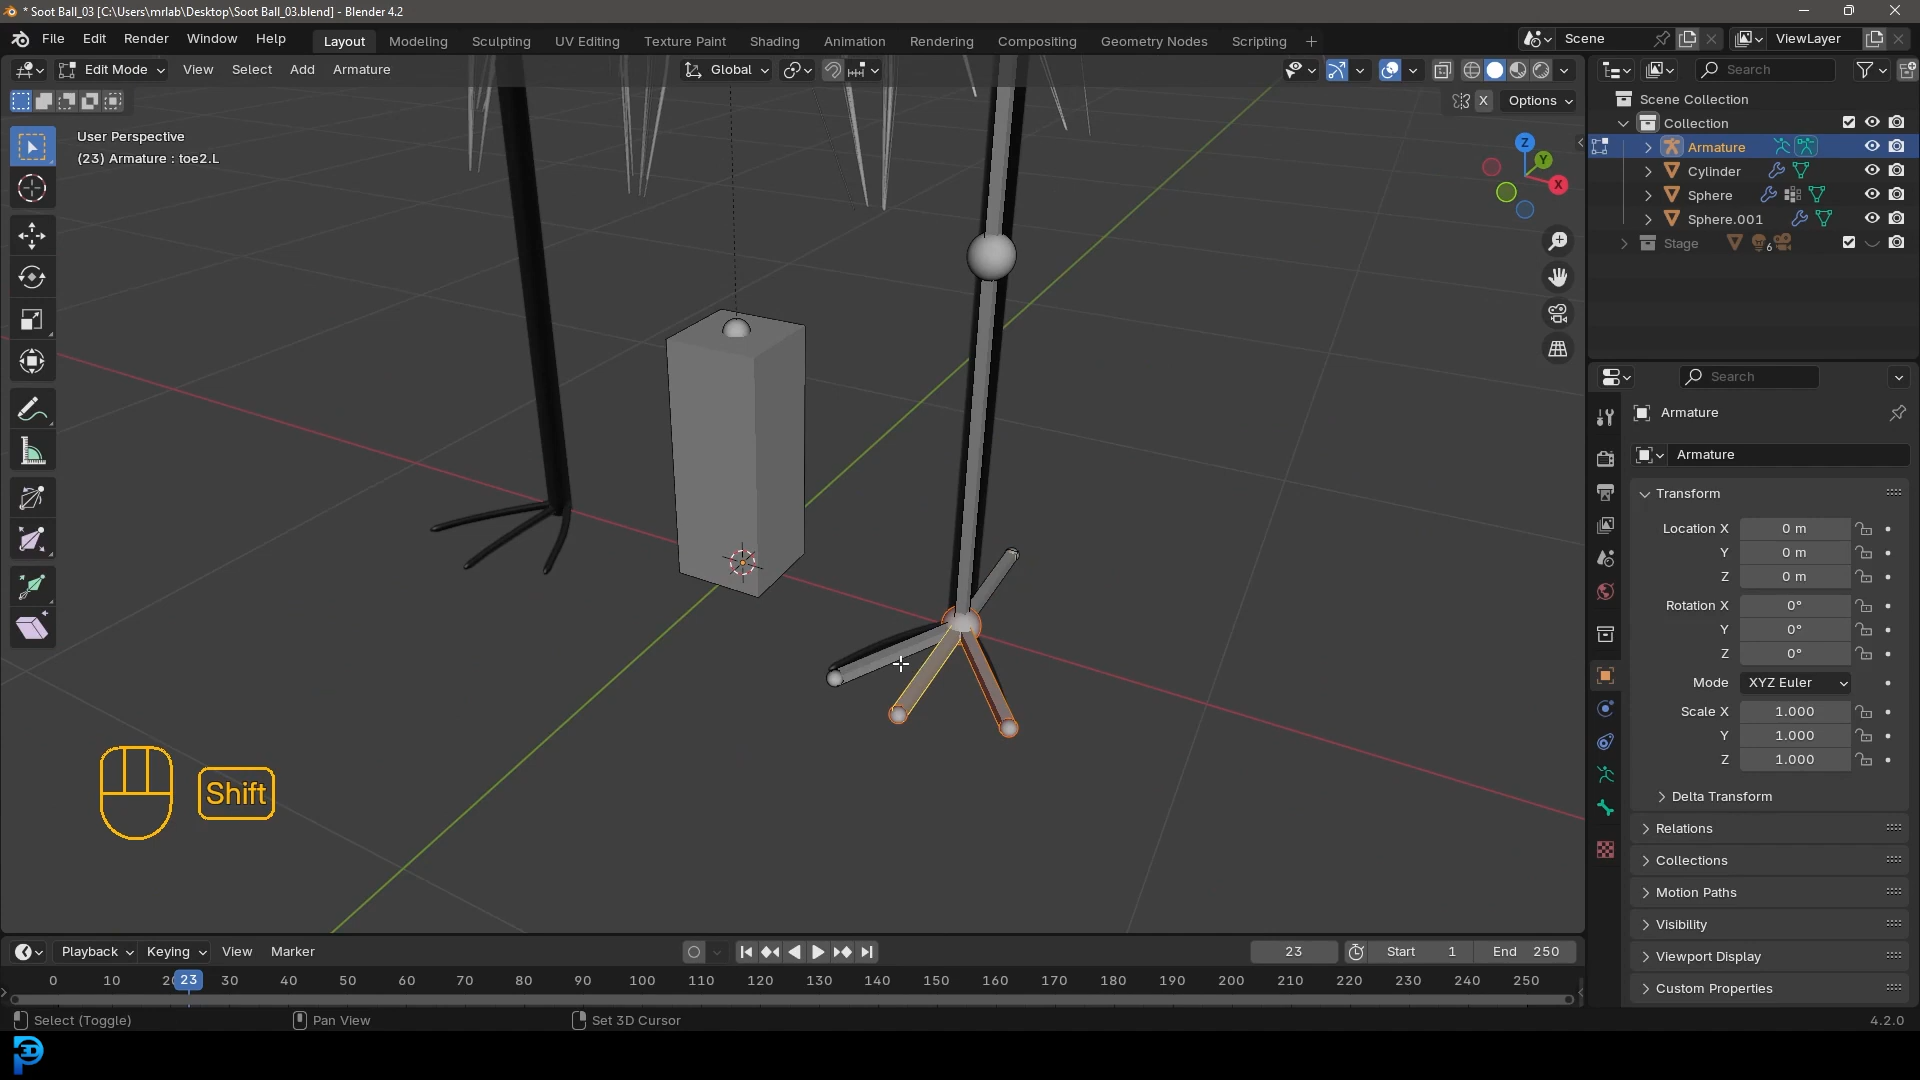 * Soot Ball_03 [C:\Users\mrlab\Desktop\Soot Ball_03.blend] - Blender 4.2
File Edit Render Window Help
Layout Modeling Sculpting UV Editing Texture Paint Shading Animation Rendering Compositing Geometry Nodes Scripting +
Scene ViewLayer
Edit Mode View Select Add Armature Global
Search
X Options
Scene Collection
Collection
Armature
Cylinder
Sphere
Sphere.001
Stage 6
User Perspective
(23) Armature : toe2.L
Z
Y
X
Search
Armature
Armature
Transform
Location X 0 m
Y 0 m
Z 0 m
Rotation X 0°
Y 0°
Z 0°
Mode XYZ Euler
Scale X 1.000
Y 1.000
Z 1.000
Delta Transform
Relations
Collections
Motion Paths
Visibility
Viewport Display
Custom Properties
Shift
Playback Keying View Marker
23 Start 1 End 250
0 10 2 23 30 40 50 60 70 80 90 100 110 120 130 140 150 160 170 180 190 200 210 220 230 240 250
Select (Toggle) Pan View Set 3D Cursor 4.2.0